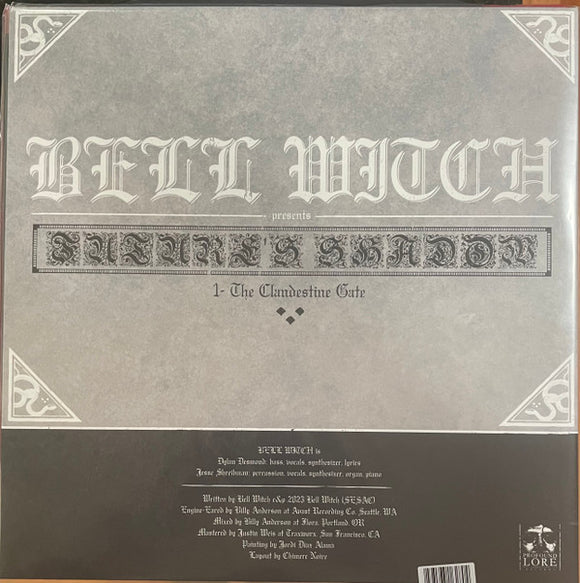 BELL WITCH
presents
FUTURE'S SHADOW
1- The Clandestine Gate
BELL WITCH is
Dylan Desmond: bass, vocals, synthesizer, lyrics
Jesse Shreibman: percussion, vocals, synthesizer, organ, piano
Written by Bell Witch c&p 2023 Bell Witch (SESAC)
Engine-Eared by Billy Anderson at Avast Recording Co. Seattle, WA
Mixed by Billy Anderson at Flora, Portland, OR
Mastered by Justin Weis at Trakworx, San Francisco, CA
Painting by Jordi Diaz Alamà
Layout by Chimere Noire
PROFOUND
LORE